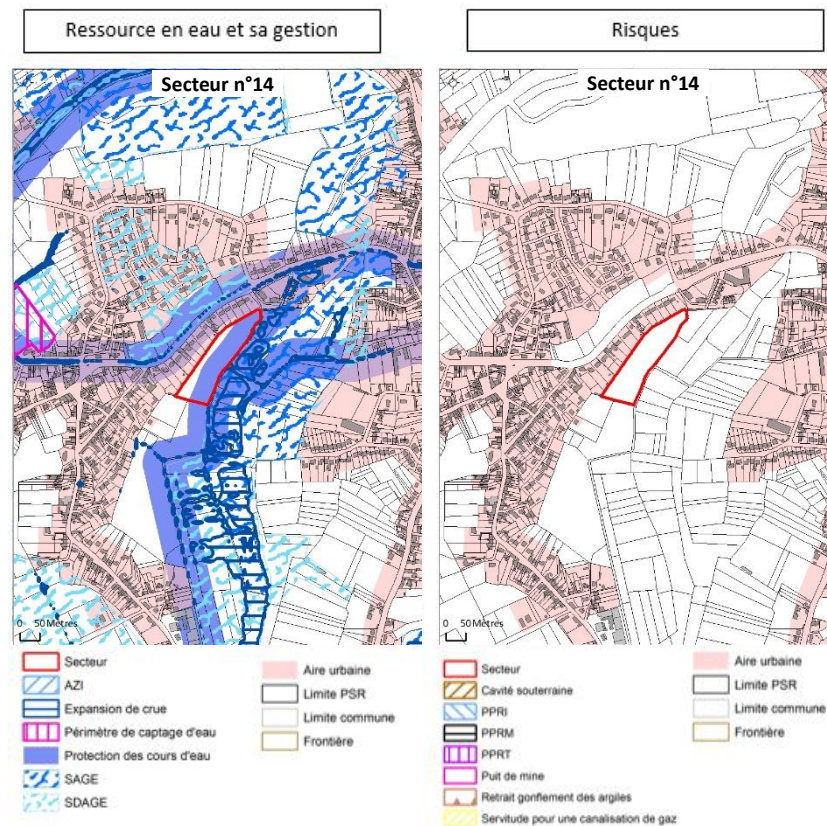 Ressource en eau et sa gestion
Risques
Secteur n°14
Secteur n°14
0 50 Mètres
0 50 Mètres
Secteur
AZI
Expansion de crue
Périmètre de captage d'eau
Protection des cours d'eau
SAGE
SDAGE
Aire urbaine
Limite PSR
Limite commune
Frontière
Secteur
Cavité souterraine
PPRI
PPRM
PPRT
Puit de mine
Retrait gonflement des argiles
Servitude pour une canalisation de gaz
Aire urbaine
Limite PSR
Limite commune
Frontière